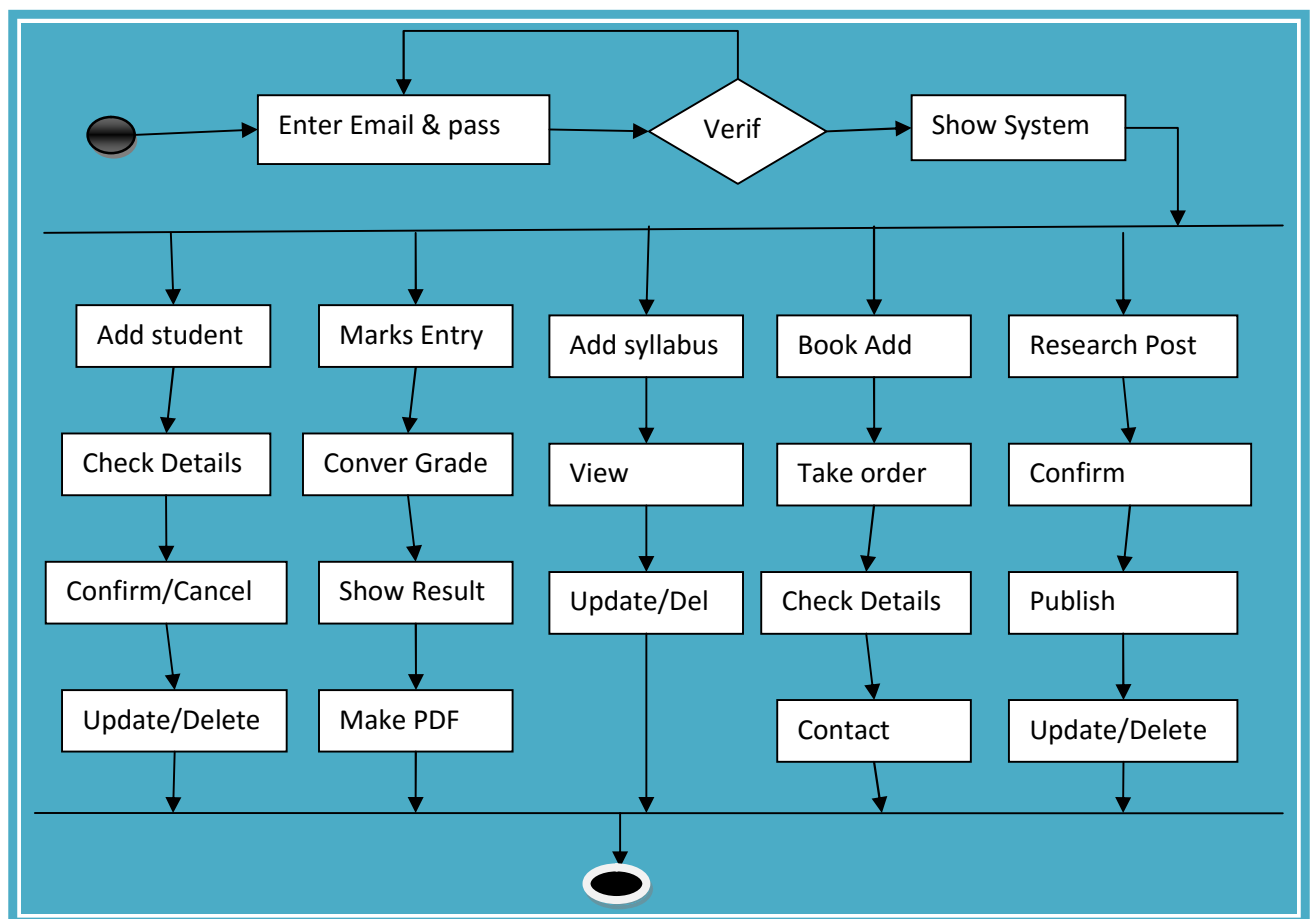 Enter Email & pass
Verif
Show System
Add student
Marks Entry
Add syllabus
Book Add
Research Post
Check Details
Conver Grade
View
Take order
Confirm
Confirm/Cancel
Show Result
Update/Del
Check Details
Publish
Update/Delete
Make PDF
Contact
Update/Delete